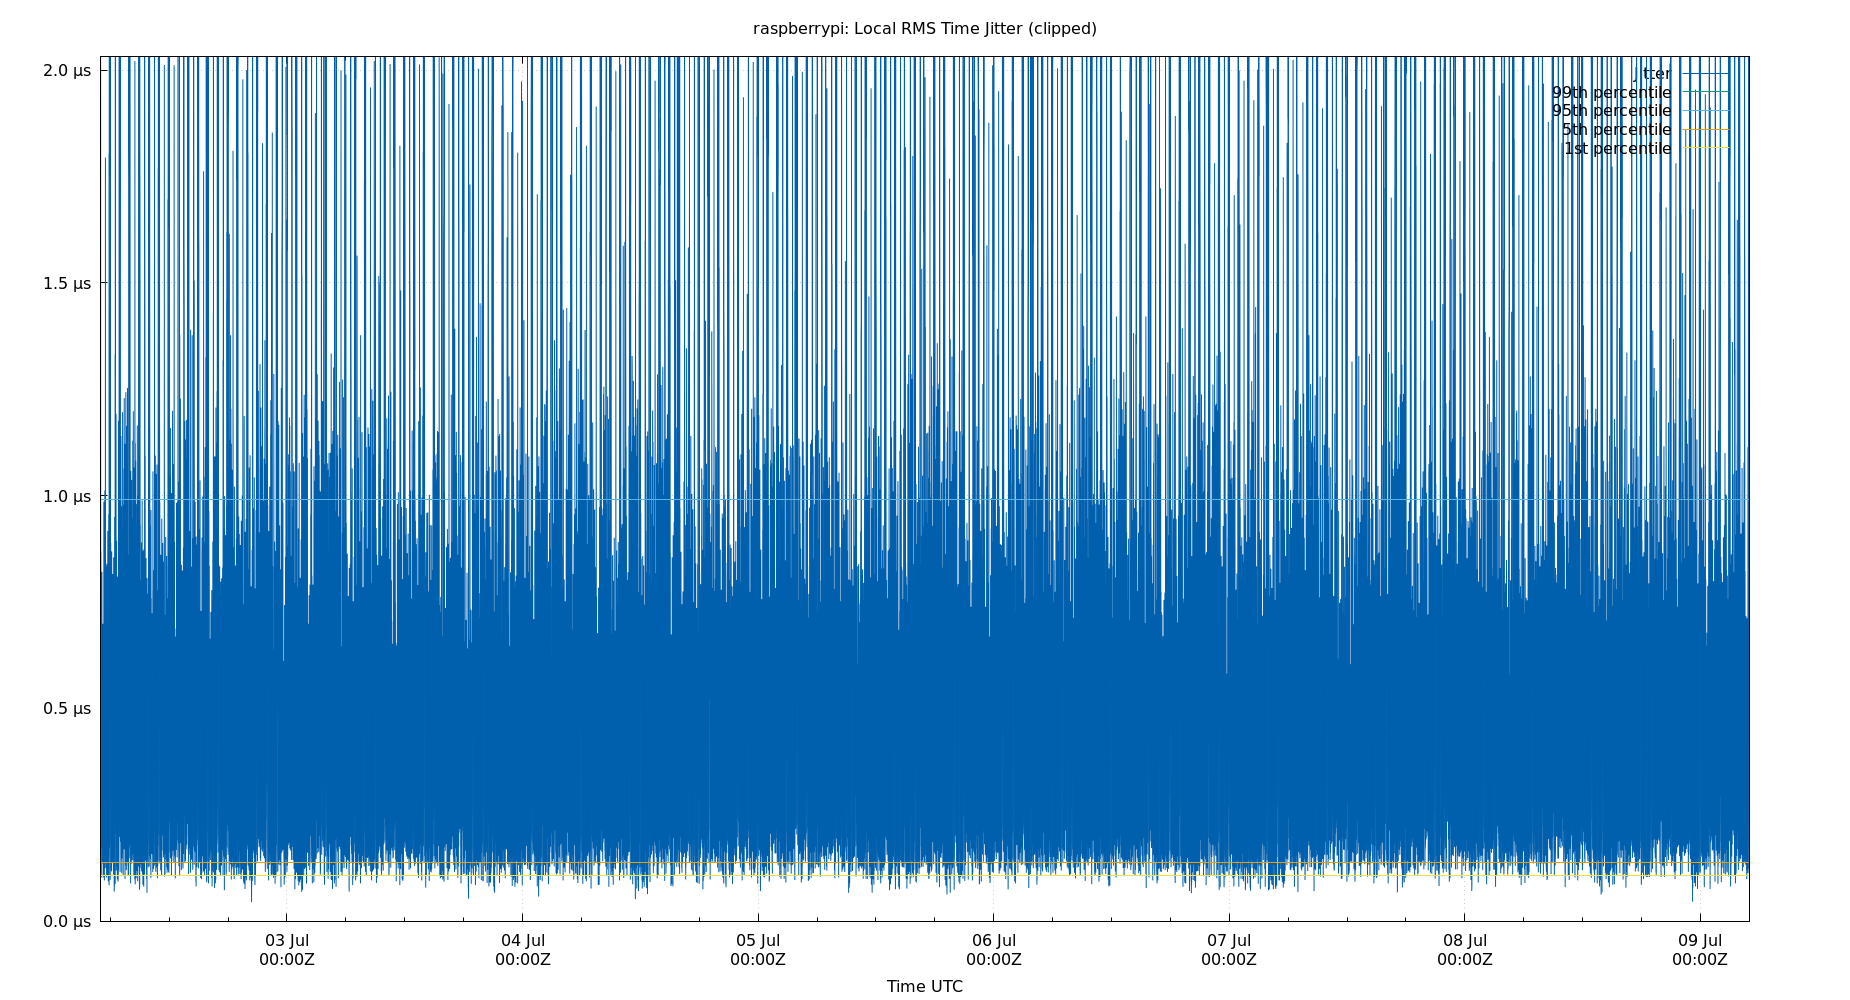 raspberrypi: Local RMS Time Jitter (clipped)
2.0 µs
1.5 µs
1.0 µs
0.5 µs
0.0 µs
Jitter
99th percentile
95th percentile
5th percentile
1st percentile
03 Jul
00:00Z
04 Jul
00:00Z
05 Jul
00:00Z
06 Jul
00:00Z
07 Jul
00:00Z
08 Jul
00:00Z
09 Jul
00:00Z
Time UTC